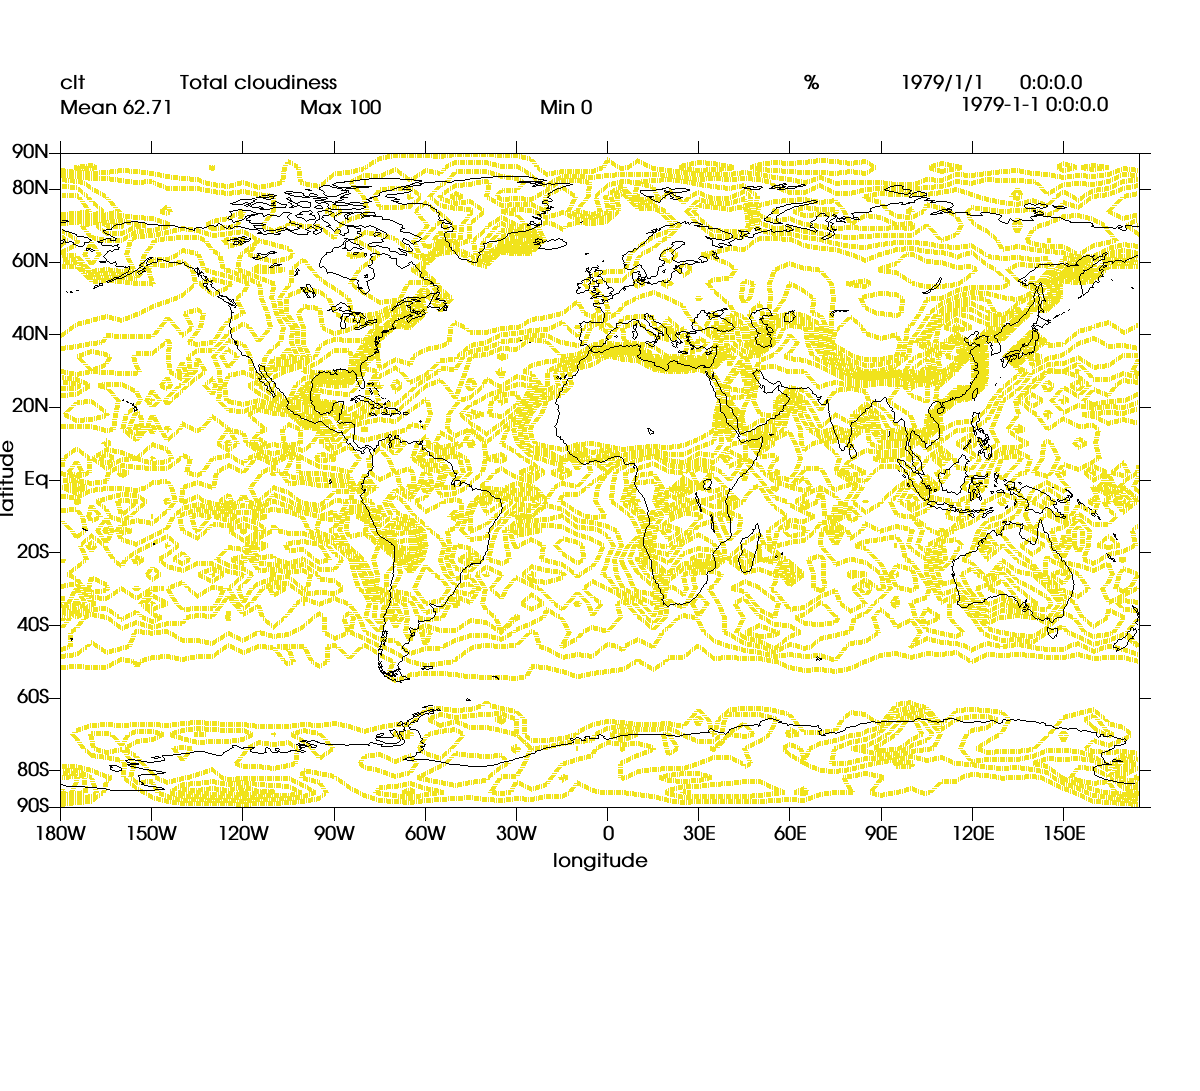 clt Total cloudiness % 1979/1/1 0:0:0.0
Mean 62.71 Max 100 Min 0 1979-1-1 0:0:0.0
90N
80N
60N
40N
20N
Eq
20S
40S
60S
80S
90S
latitude
180W 150W 120W 90W 60W 30W 0 30E 60E 90E 120E 150E
longitude